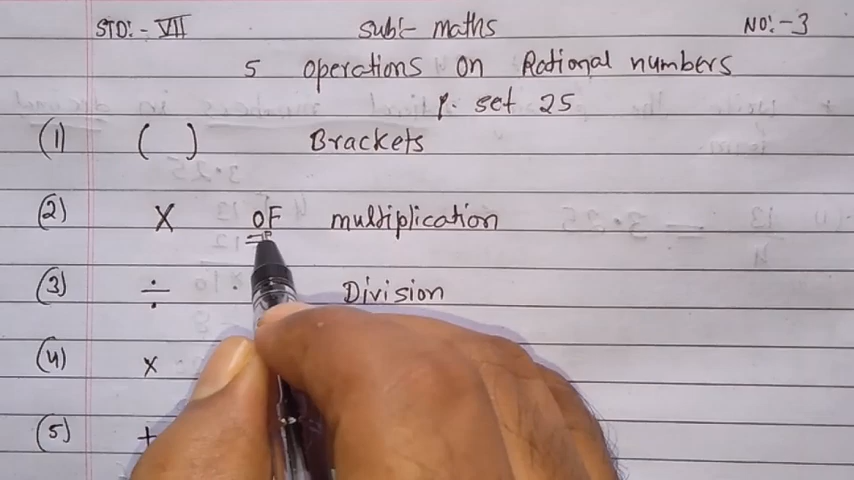 STD:- VII sub:- maths NO:-3
5 operations on Rational numbers
p. set 25
(1) ( ) Brackets
(2) X OF multiplication
(3) ÷ Division
(4) ×
(5) +